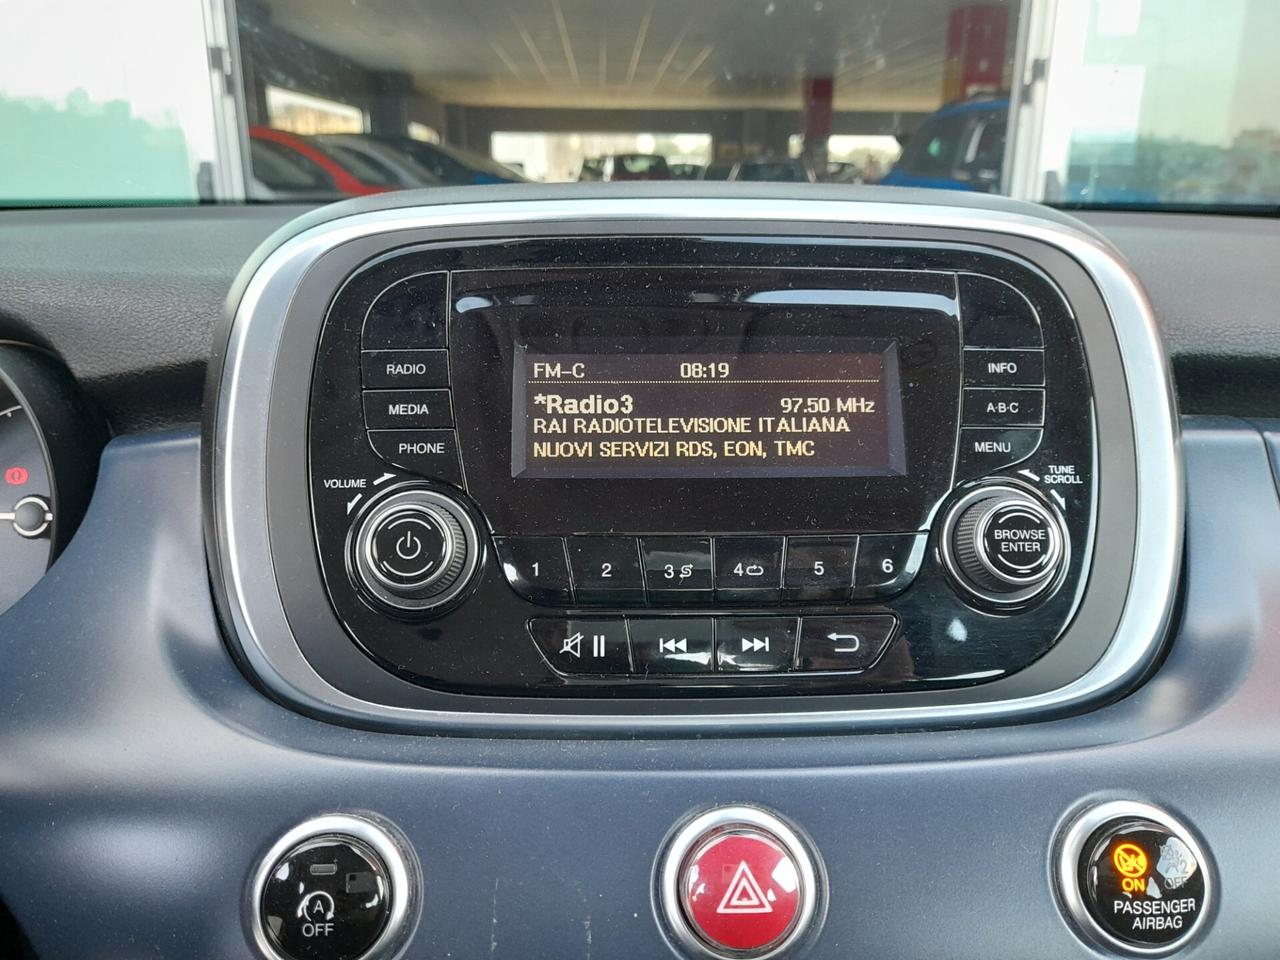 FM-C 08:19
*Radio3 97.50 MHz
RAI RADIOTELEVISIONE ITALIANA
NUOVI SERVIZI RDS, EON, TMC
RADIO
MEDIA
PHONE
VOLUME
INFO
A·B·C
MENU
TUNE
SCROLL
BROWSE
ENTER
1 2 3 4 5 6
A
OFF
ON OFF
PASSENGER
AIRBAG